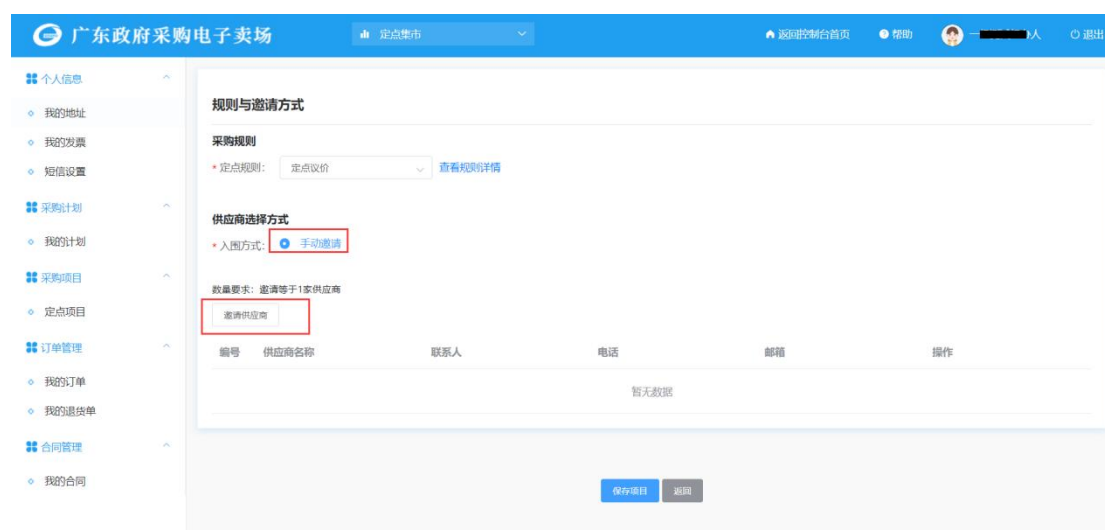 广东政府采购电子卖场
定点集市
返回控制台首页
帮助
一
人
退出
个人信息
我的地址
我的发票
短信设置
采购计划
我的计划
采购项目
定点项目
订单管理
我的订单
我的退货单
合同管理
我的合同
规则与邀请方式
采购规则
* 定点规则： 定点议价 查看规则详情
供应商选择方式
* 入围方式: 手动邀请
数量要求：邀请等于1家供应商
邀请供应商
编号 供应商名称 联系人 电话 邮箱 操作
暂无数据
保存项目 返回